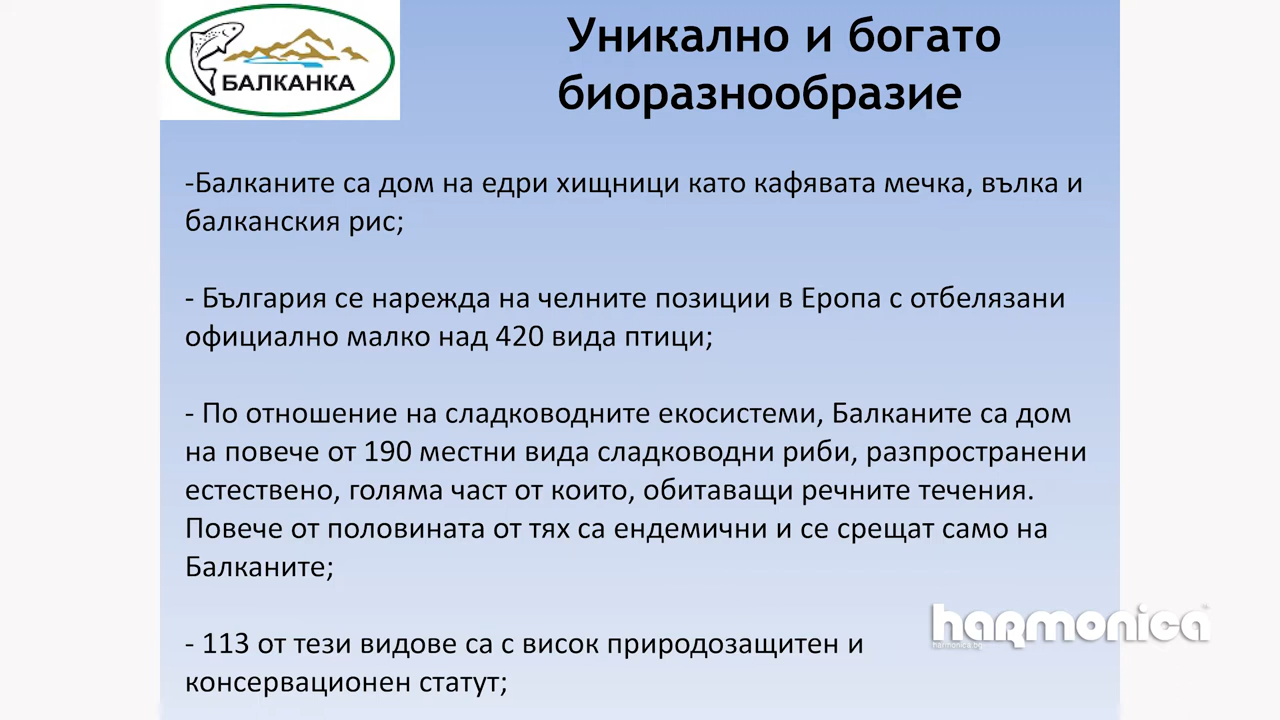 БАЛКАНКА
Уникално и богато
биоразнообразие
-Балканите са дом на едри хищници като кафявата мечка, вълка и
балканския рис;
- България се нарежда на челните позиции в Еропа с отбелязани
официално малко над 420 вида птици;
- По отношение на сладководните екосистеми, Балканите са дом
на повече от 190 местни вида сладководни риби, разпространени
естествено, голяма част от които, обитаващи речните течения.
Повече от половината от тях са ендемични и се срещат само на
Балканите;
- 113 от тези видове са с висок природозащитен и
консервационен статут;
harmonica™
harmonica.bg